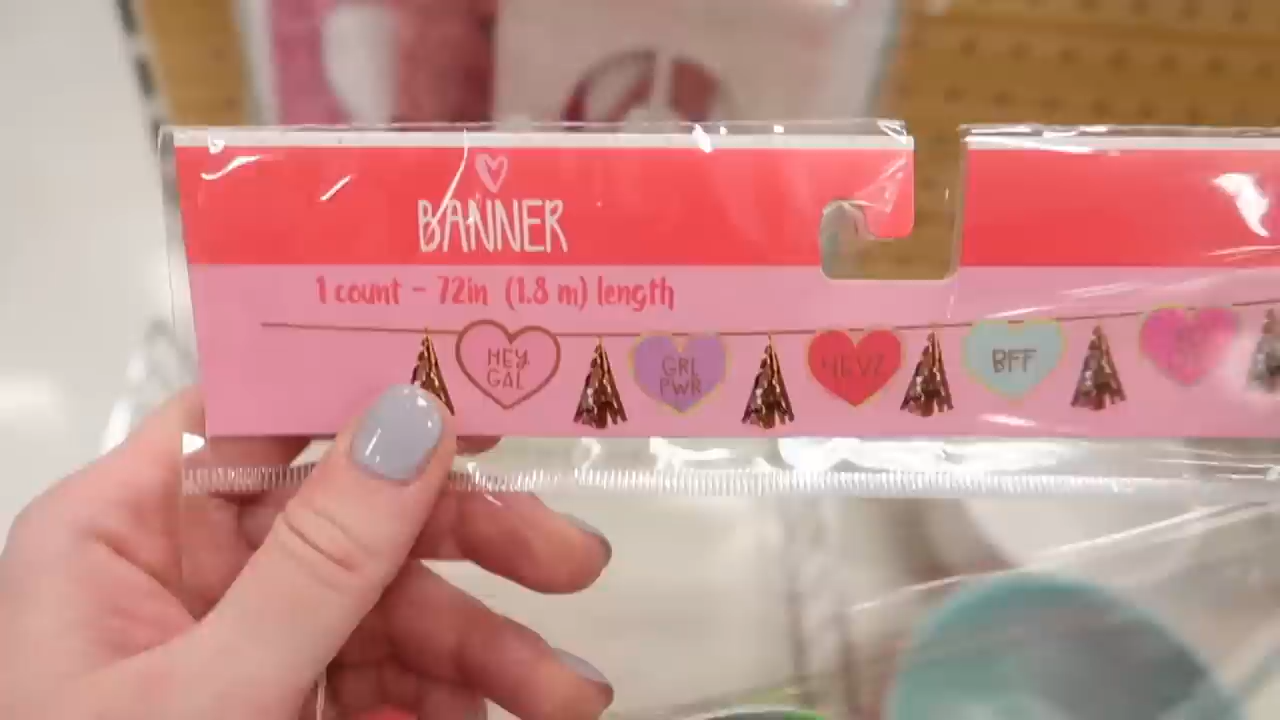 BANNER
1 count - 72in (1.8 m) length
HEY
GAL
GRL
PWR
BFF